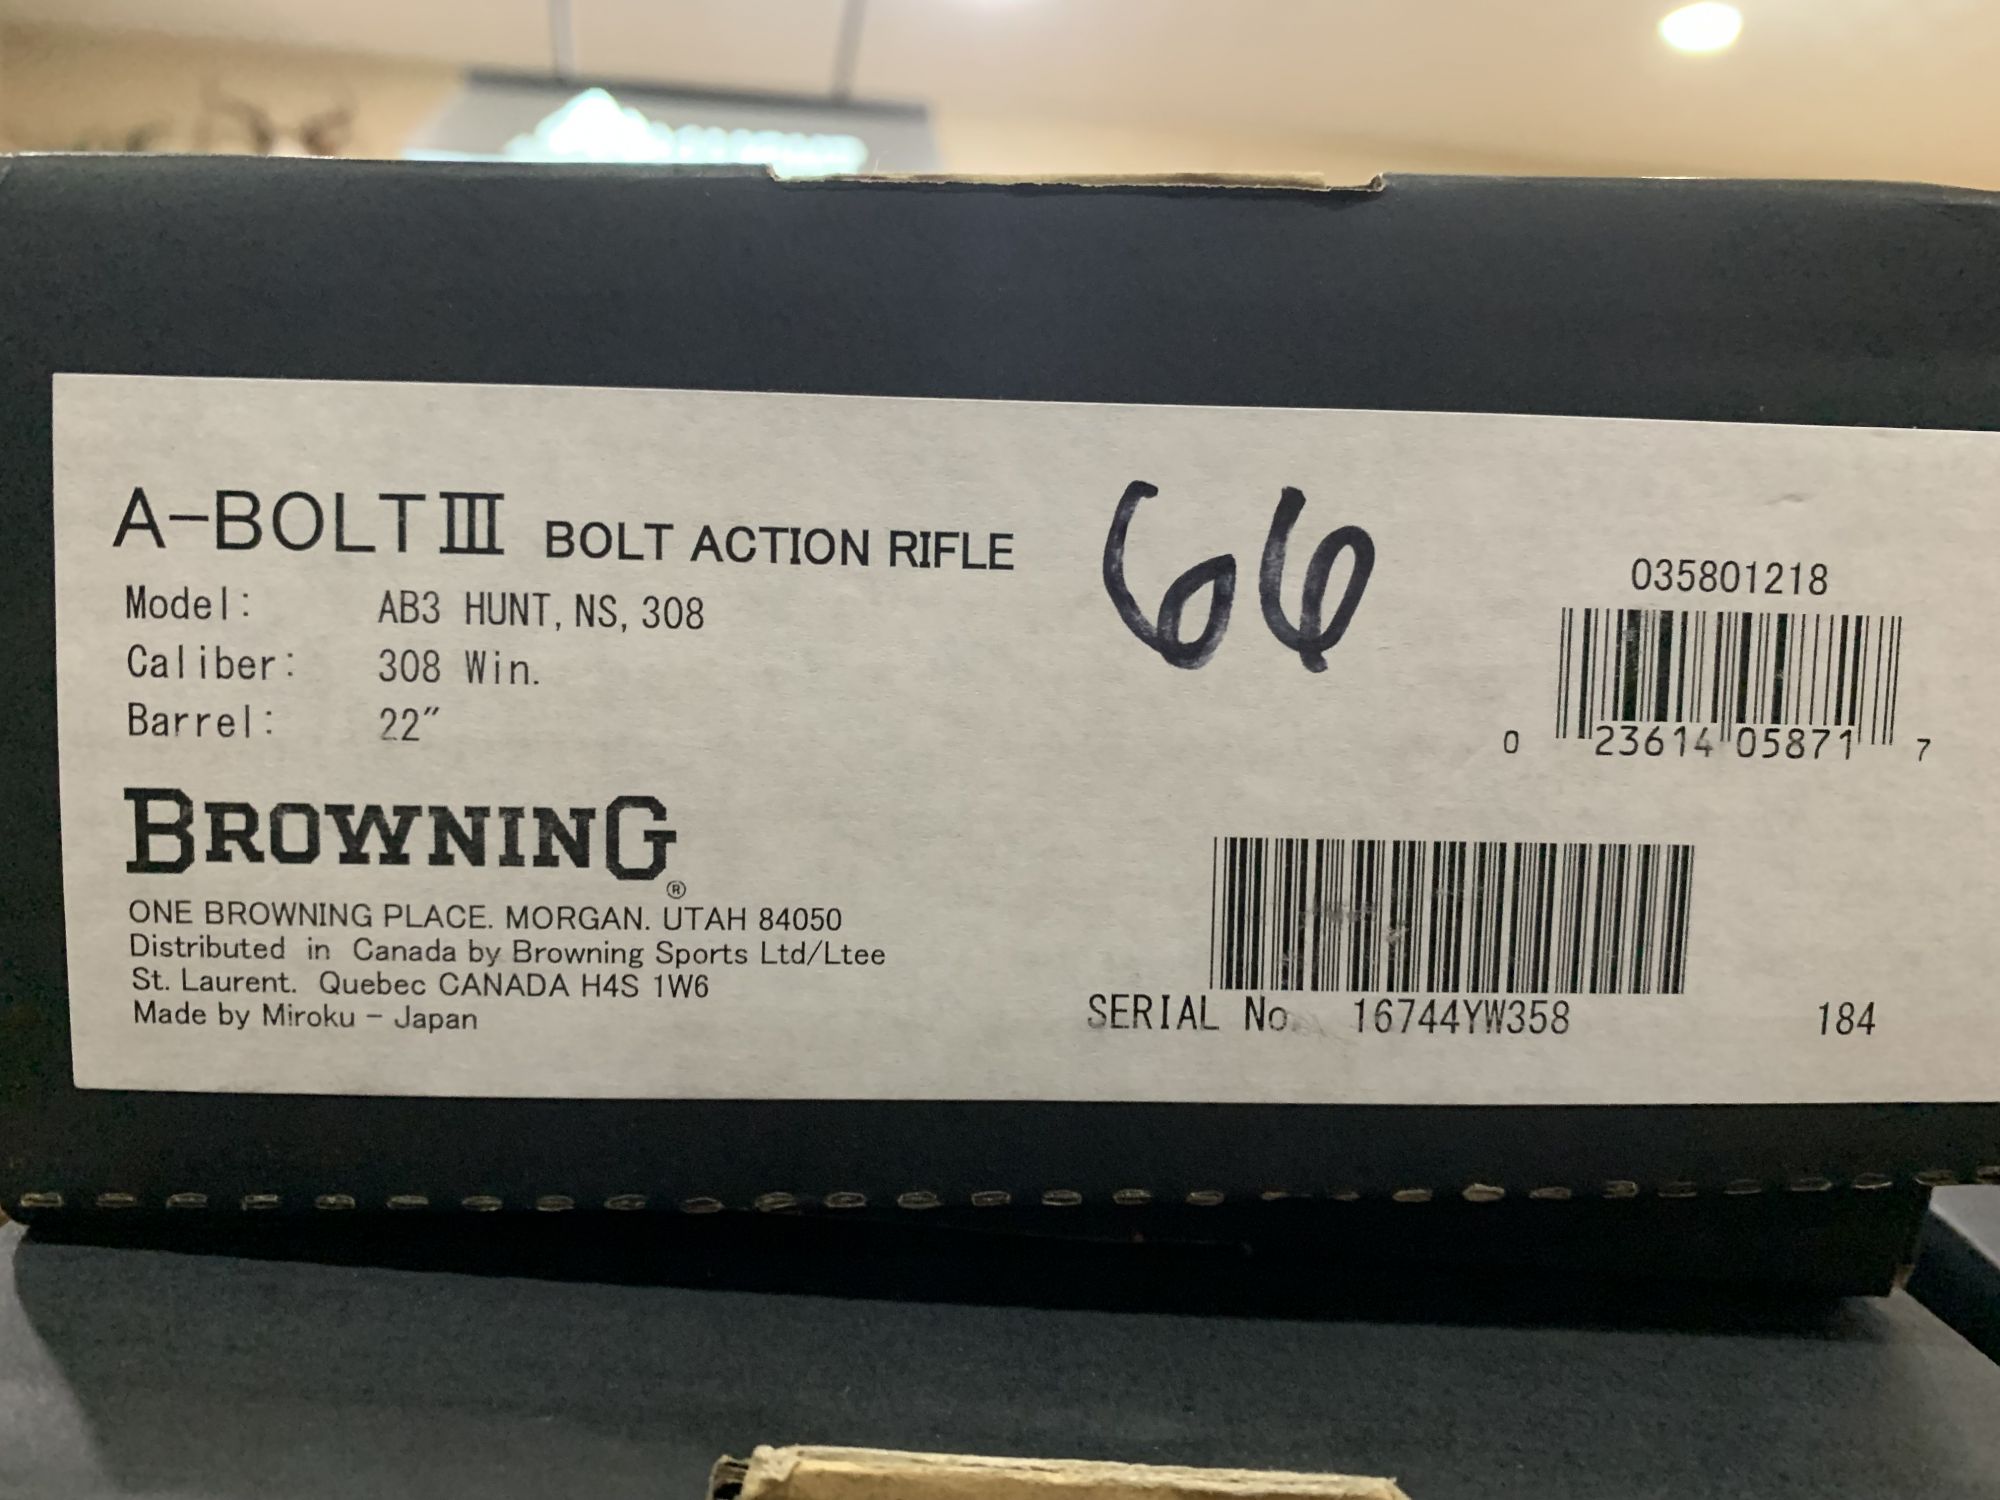 A-BOLT III BOLT ACTION RIFLE
Model: AB3 HUNT, NS, 308
Caliber: 308 Win.
Barrel: 22"
66
035801218
0 23614 05871 7
BROWNING®
ONE BROWNING PLACE. MORGAN. UTAH 84050
Distributed in Canada by Browning Sports Ltd/Ltee
St. Laurent. Quebec CANADA H4S 1W6
Made by Miroku - Japan
SERIAL No. 16744YW358 184